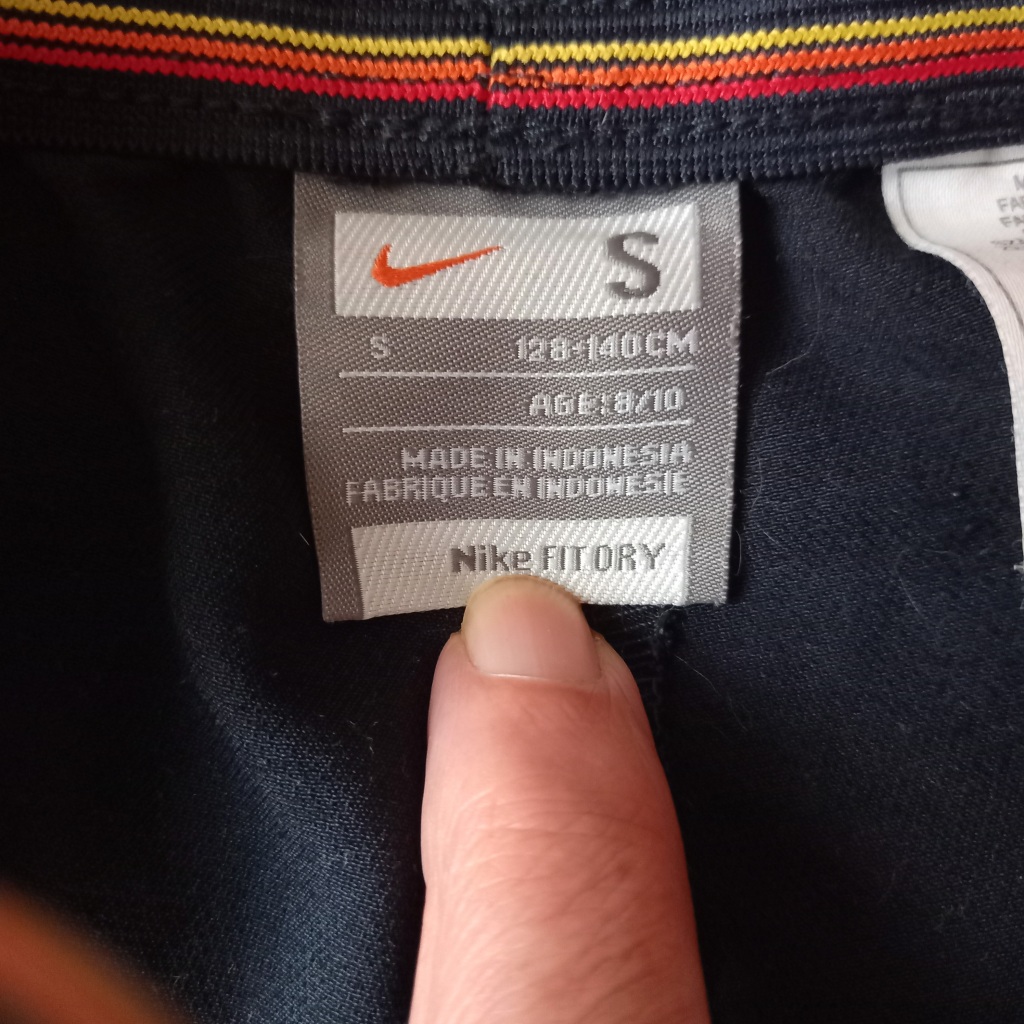 S
S 128-140CM
AGE:8/10
MADE IN INDONESIA
FABRIQUE EN INDONESIE
Nike FIT DRY